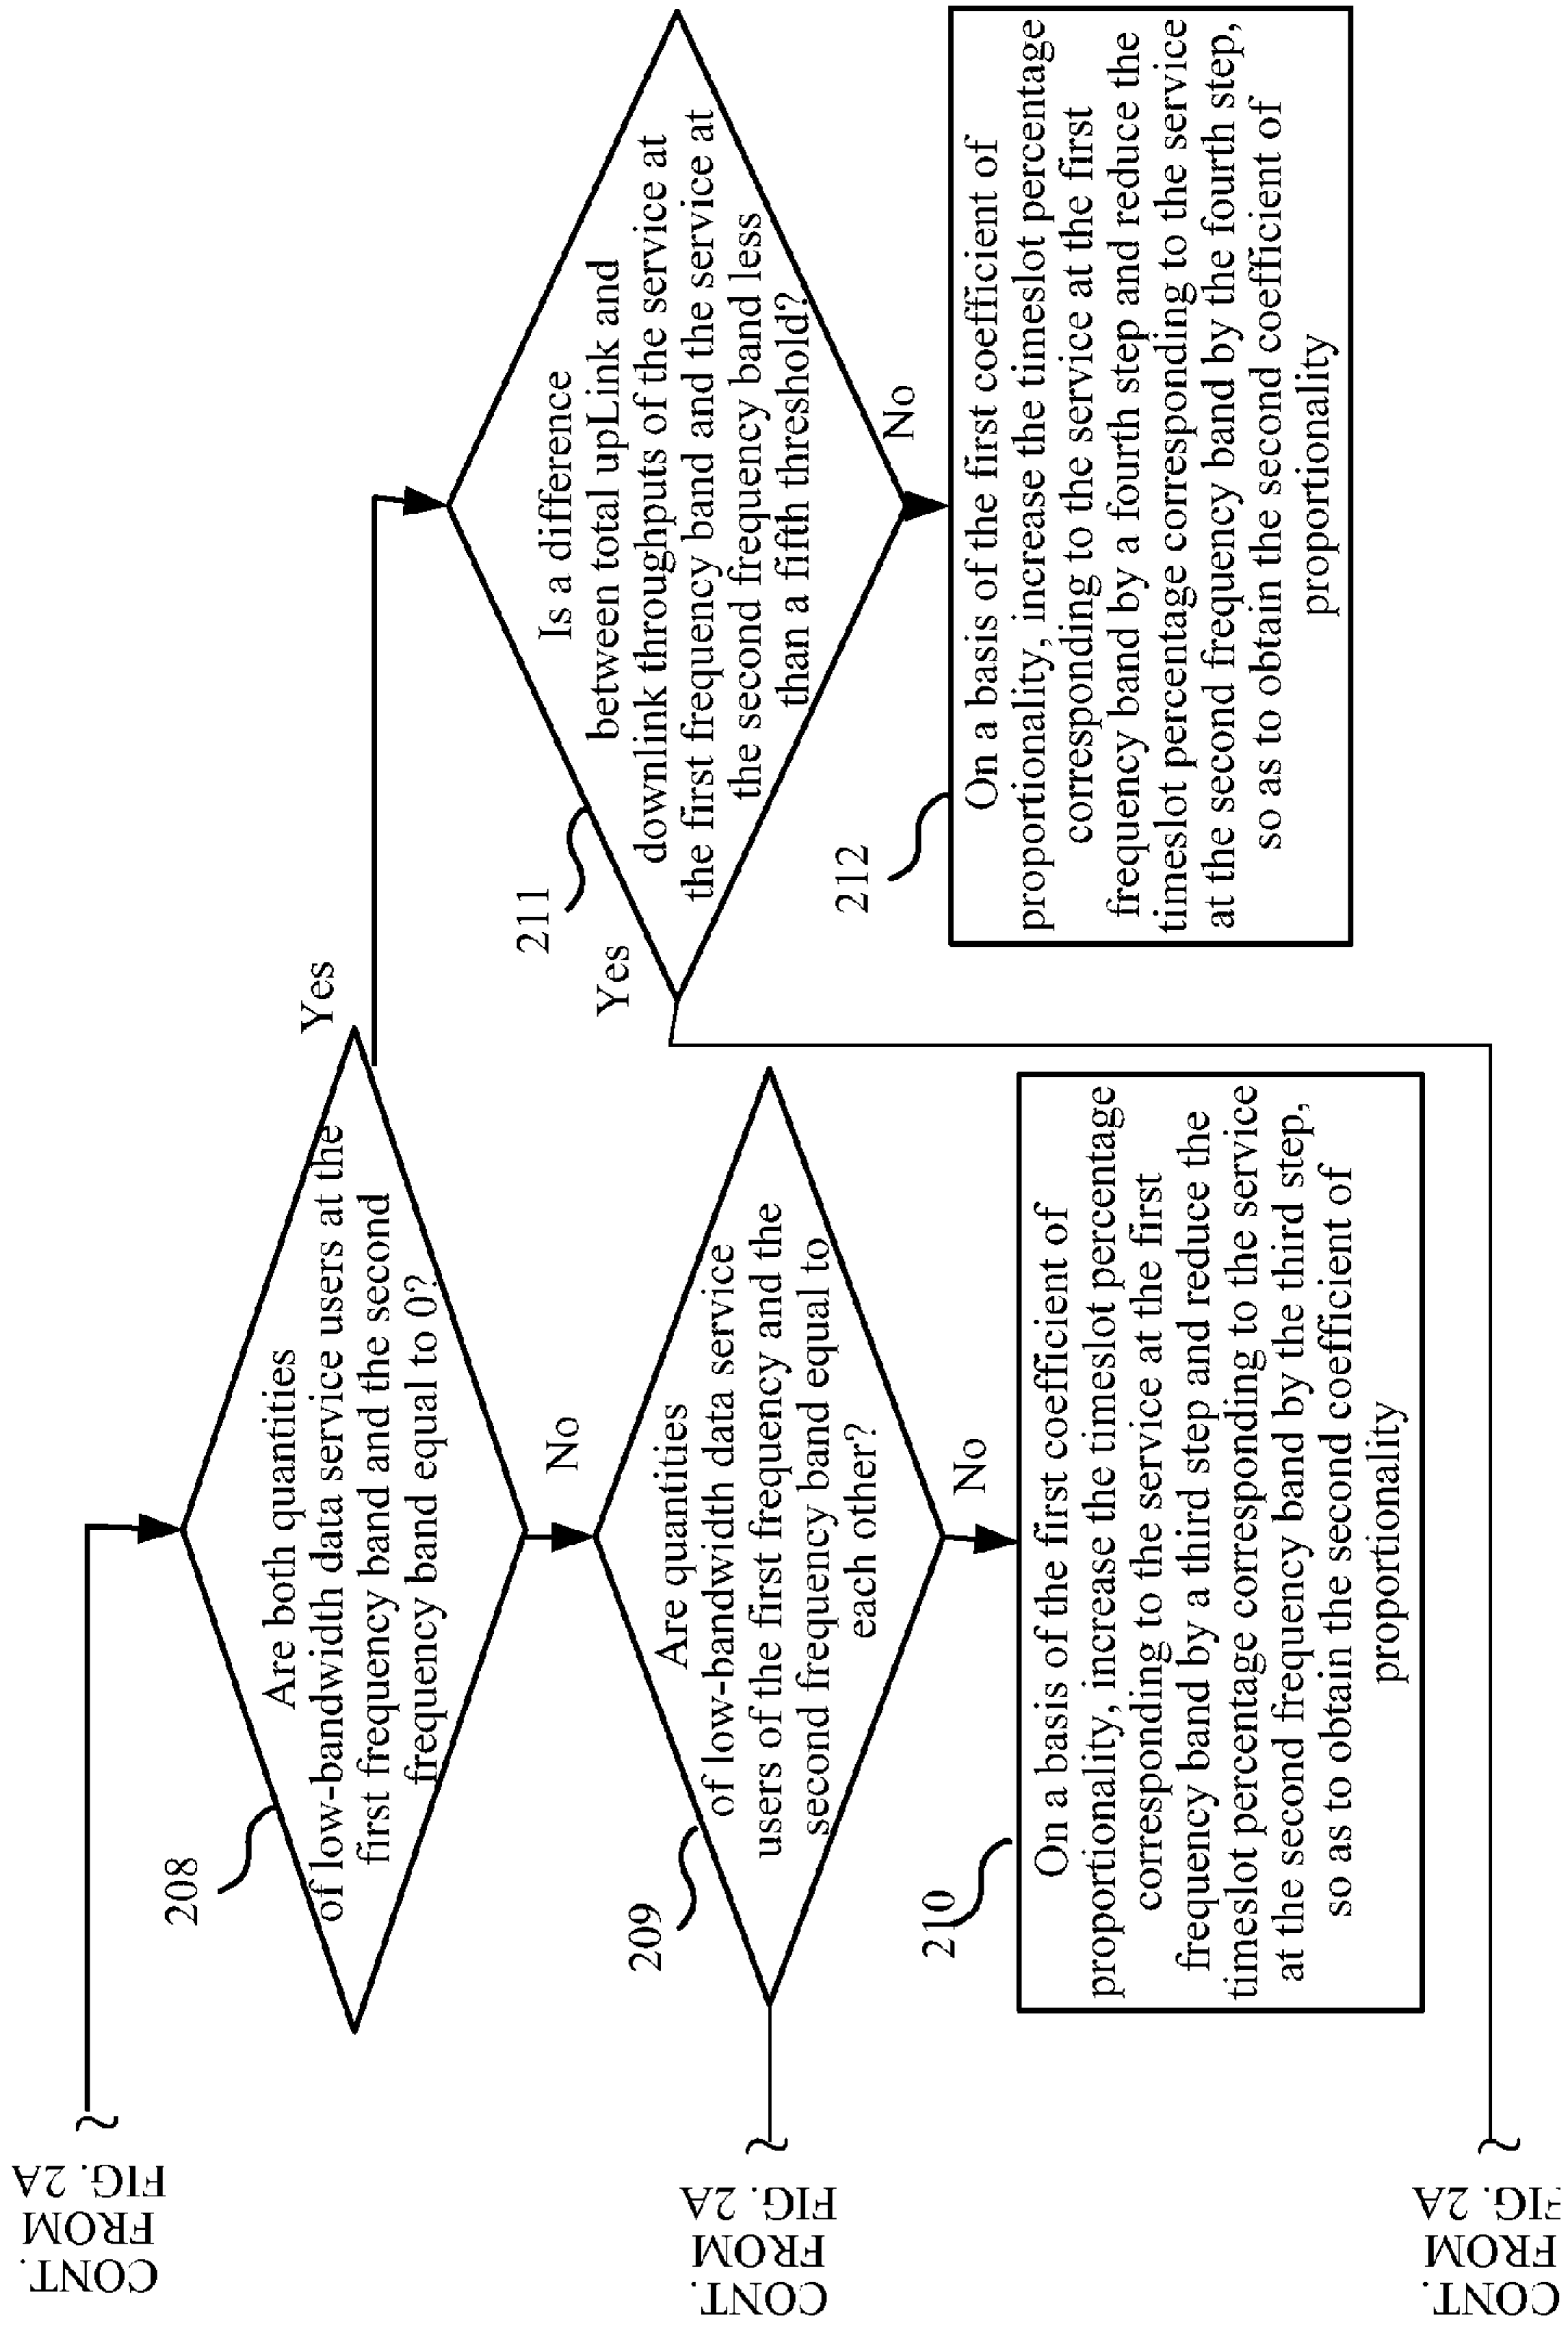 CONT.
FROM
FIG. 2A
208
Are both quantities
of low-bandwidth data service users at the
first frequency band and the second
frequency band equal to 0?
Yes
No
CONT.
FROM
FIG. 2A
209
Are quantities
of low-bandwidth data service
users of the first frequency and the
second frequency band equal to
each other?
No
210
On a basis of the first coefficient of
proportionality, increase the timeslot percentage
corresponding to the service at the first
frequency band by a third step and reduce the
timeslot percentage corresponding to the service
at the second frequency band by the third step,
so as to obtain the second coefficient of
proportionality
211
Is a difference
between total upLink and
downlink throughputs of the service at
the first frequency band and the service at
the second frequency band less
than a fifth threshold?
Yes
No
212
On a basis of the first coefficient of
proportionality, increase the timeslot percentage
corresponding to the service at the first
frequency band by a fourth step and reduce the
timeslot percentage corresponding to the service
at the second frequency band by the fourth step,
so as to obtain the second coefficient of
proportionality
CONT.
FROM
FIG. 2A